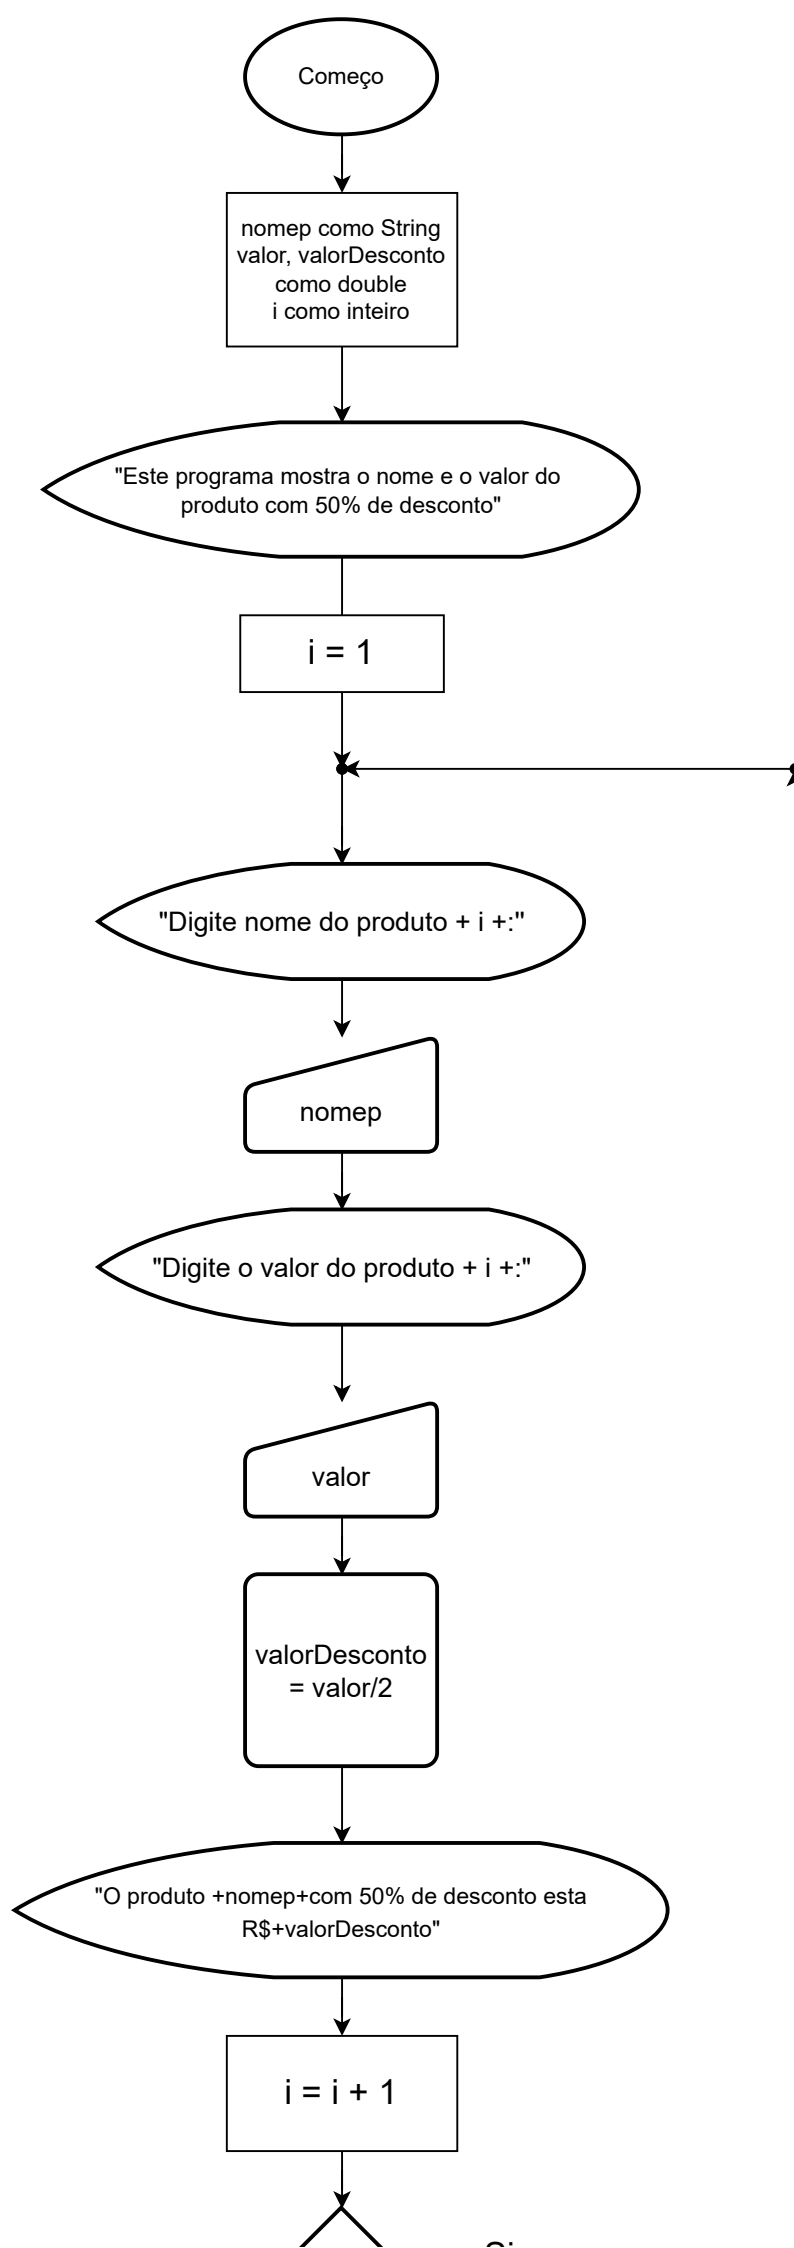 Começo
nomep como String
valor, valorDesconto
como double
i como inteiro
"Este programa mostra o nome e o valor do
produto com 50% de desconto"
i = 1
"Digite nome do produto + i +:"
nomep
"Digite o valor do produto + i +:"
valor
valorDesconto
= valor/2
"O produto +nomep+com 50% de desconto esta
R$+valorDesconto"
i = i + 1